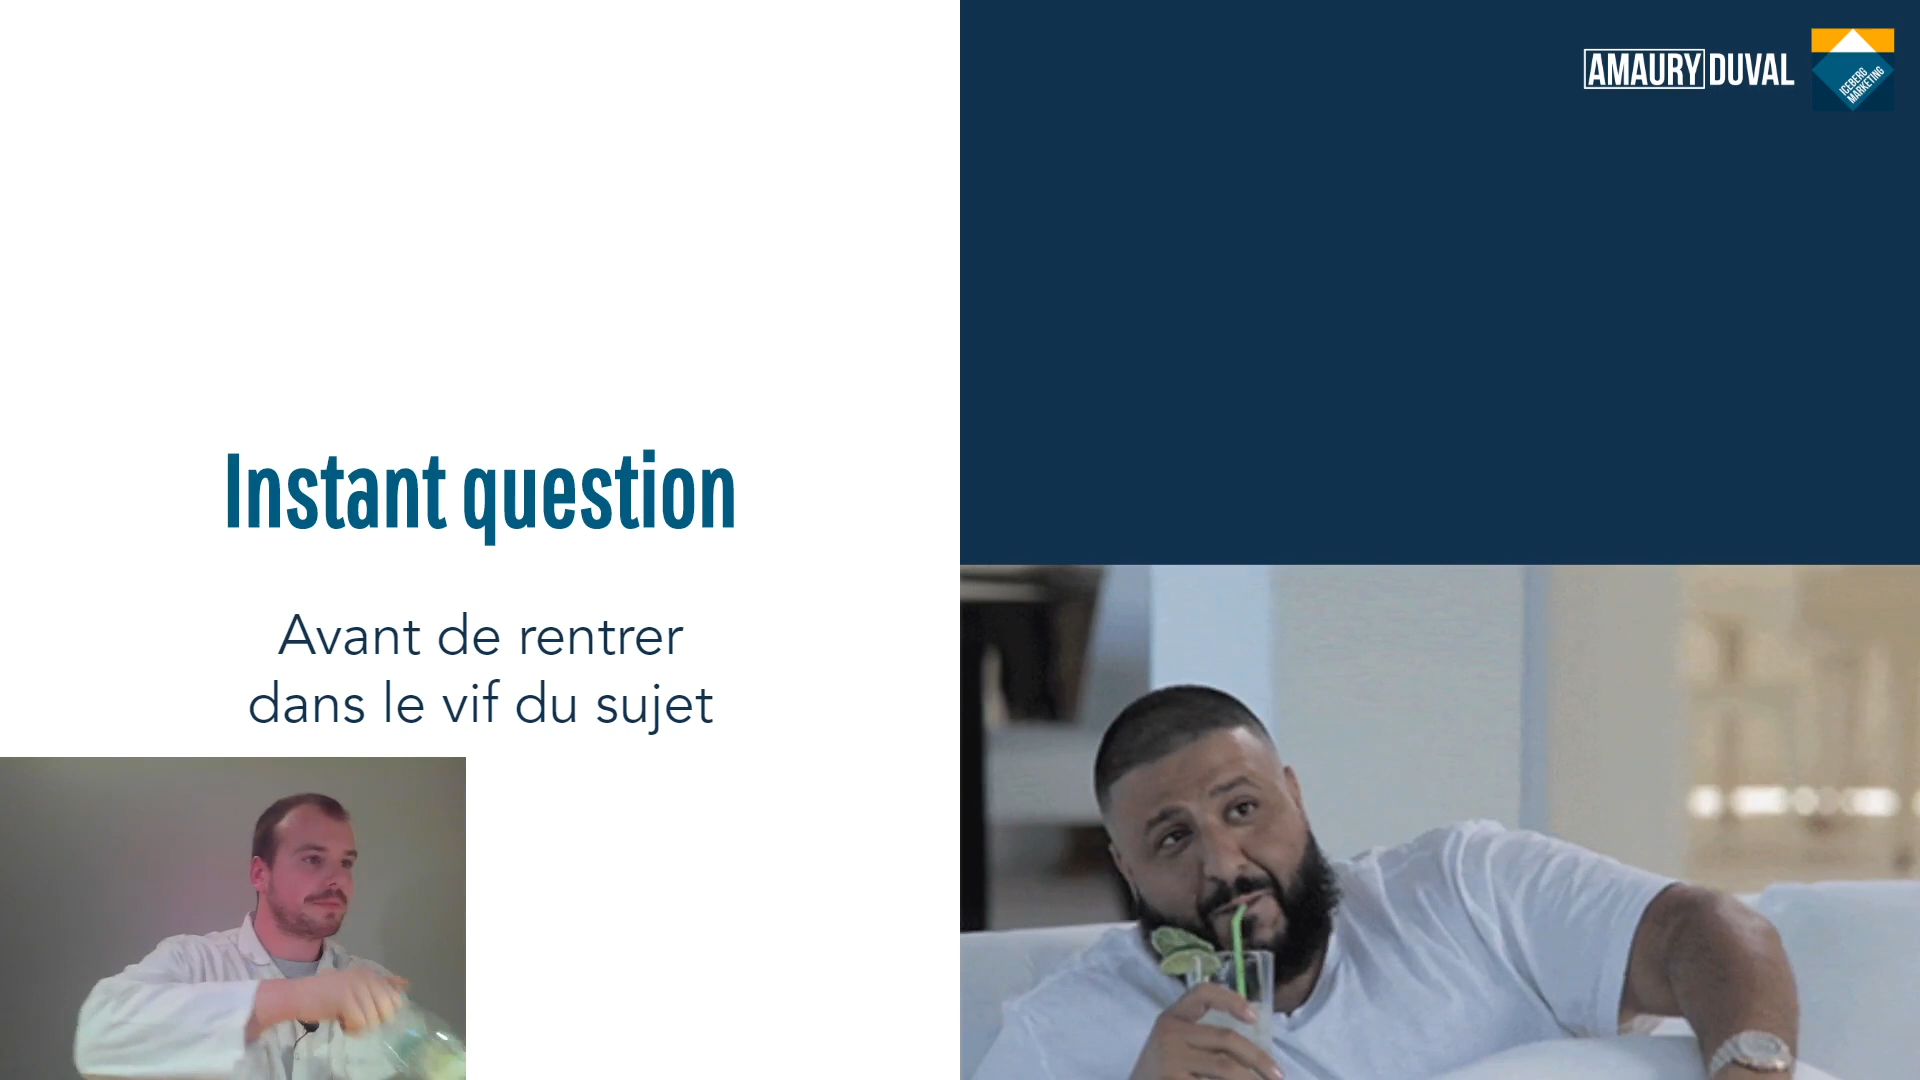 AMAURY DUVAL
ICEBERG
MARKETING
Instant question
Avant de rentrer
dans le vif du sujet